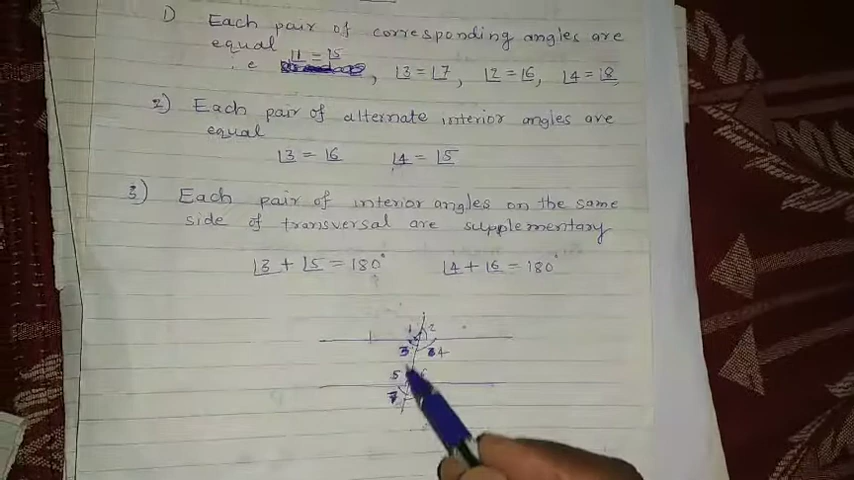 1) Each pair of corresponding angles are
equal ∠1 = ∠5
.e , ∠3 = ∠7, ∠2 = ∠6, ∠4 = ∠8
2) Each pair of alternate interior angles are
equal
∠3 = ∠6 ∠4 = ∠5
3) Each pair of interior angles on the same
side of transversal are supplementary
∠3 + ∠5 = 180° ∠4 + ∠6 = 180°
1 2
3 4
5 6
7